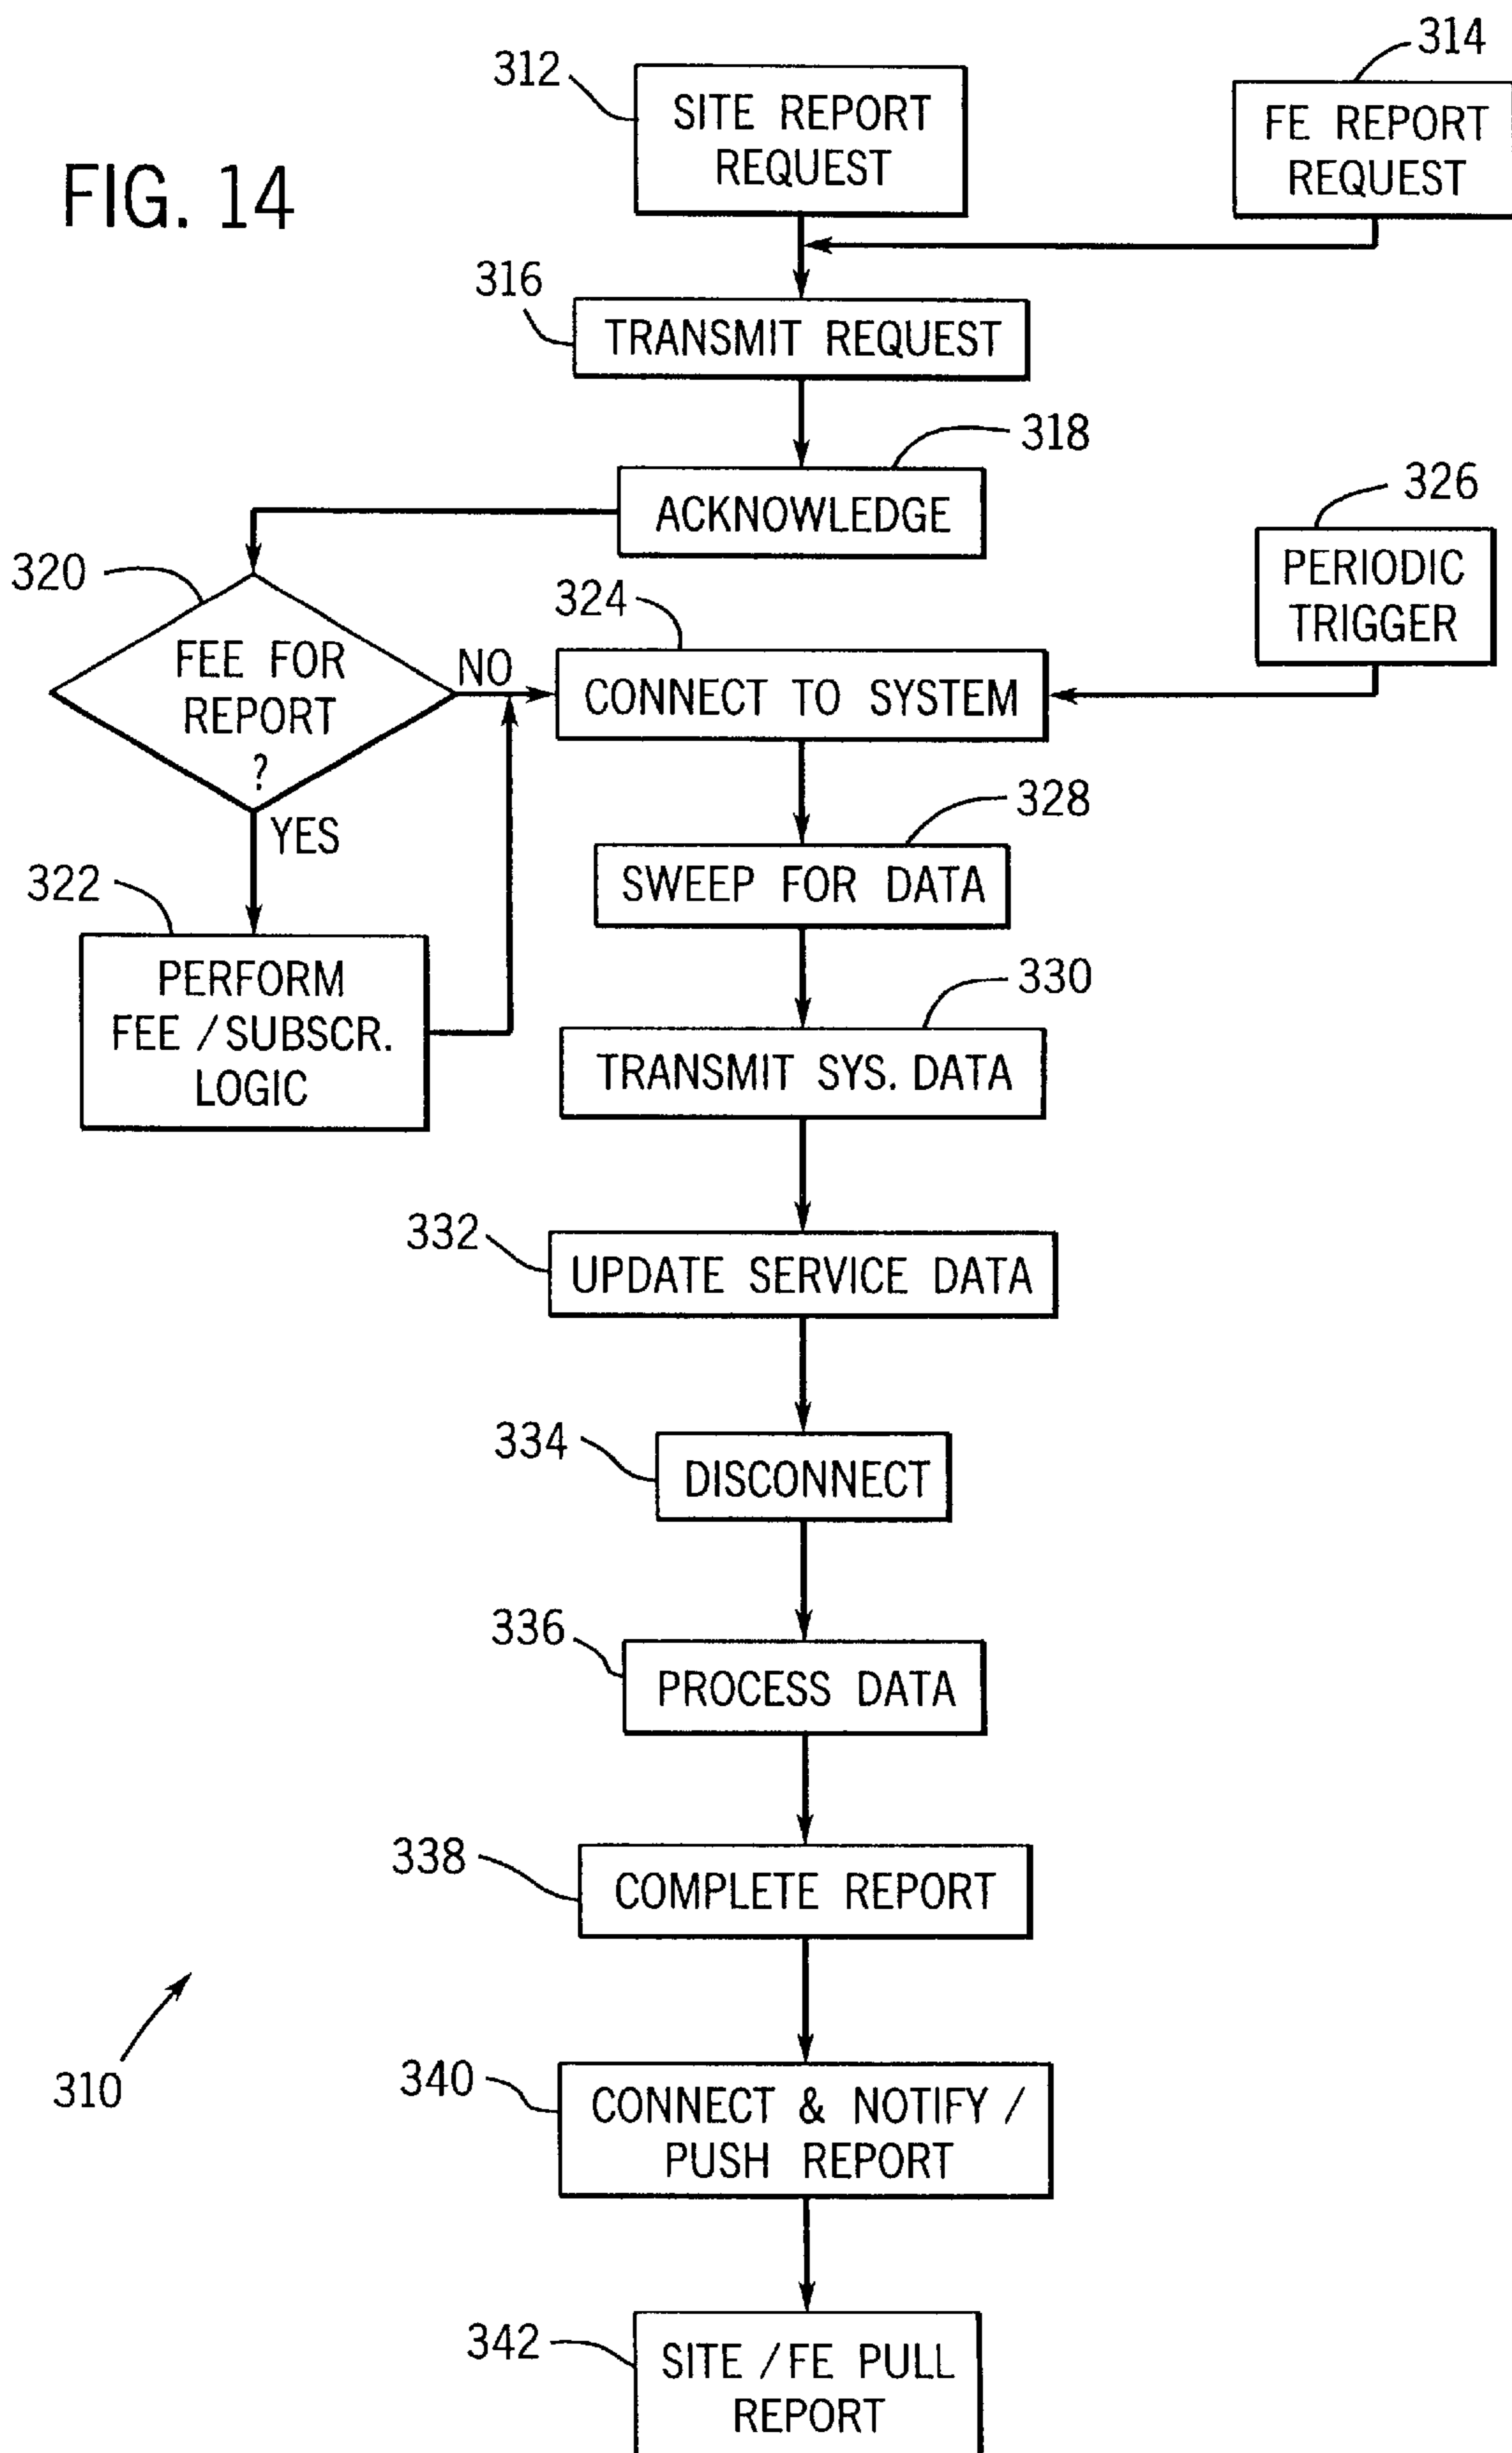 314
312
SITE REPORT
REQUEST
FE REPORT
REQUEST
FIG. 14
316
TRANSMIT REQUEST
318
ACKNOWLEDGE
326
PERIODIC
TRIGGER
320
FEE FOR
REPORT
?
NO
YES
324
CONNECT TO SYSTEM
328
SWEEP FOR DATA
322
PERFORM
FEE / SUBSCR.
LOGIC
330
TRANSMIT SYS. DATA
332
UPDATE SERVICE DATA
334
DISCONNECT
336
PROCESS DATA
338
COMPLETE REPORT
310
340
CONNECT & NOTIFY /
PUSH REPORT
342
SITE / FE PULL
REPORT